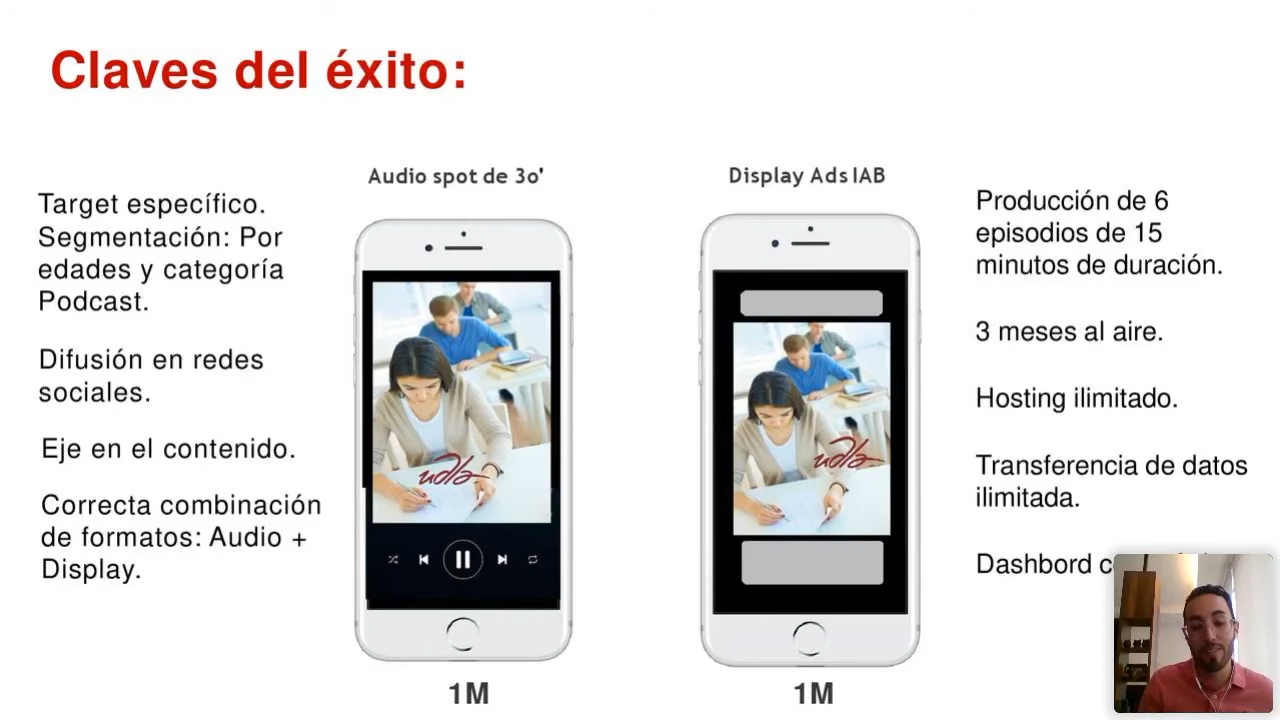 Claves del éxito:
Target específico.
Segmentación: Por
edades y categoría
Podcast.
Difusión en redes
sociales.
Eje en el contenido.
Correcta combinación
de formatos: Audio +
Display.
Audio spot de 3o'
udla
1M
Display Ads IAB
udla
1M
Producción de 6
episodios de 15
minutos de duración.
3 meses al aire.
Hosting ilimitado.
Transferencia de datos
ilimitada.
Dashbord